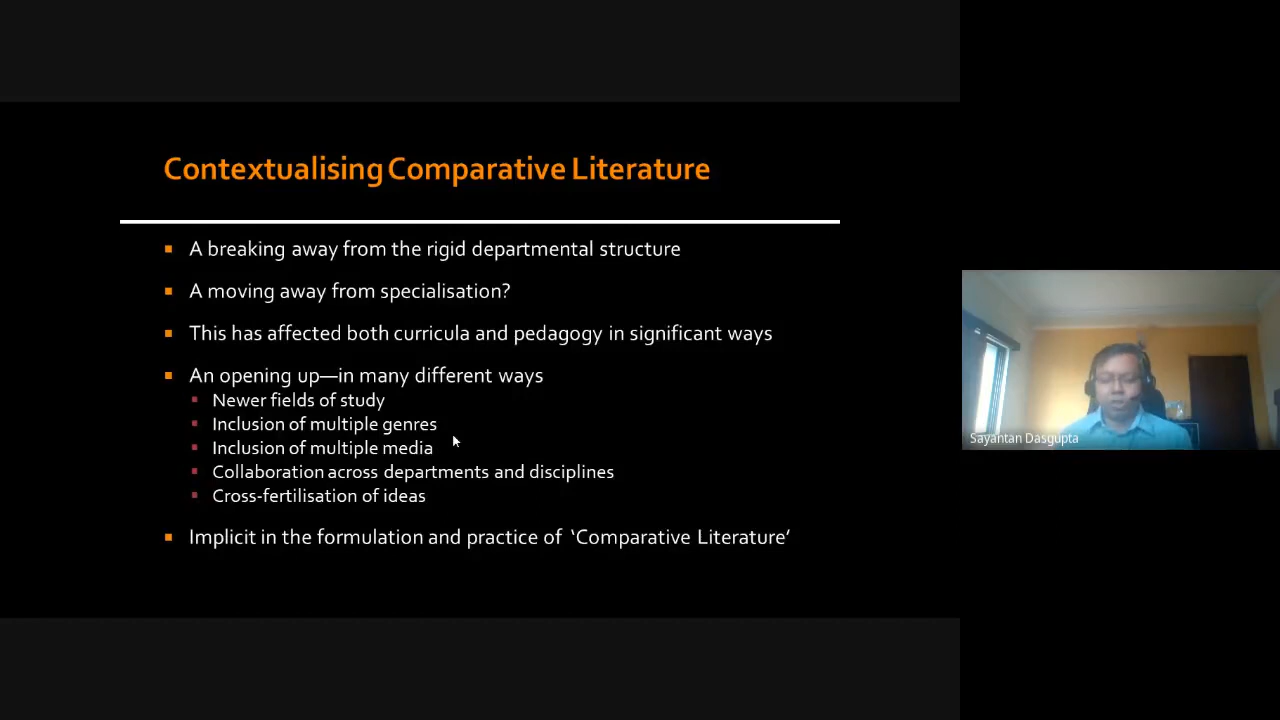 Contextualising Comparative Literature
A breaking away from the rigid departmental structure
A moving away from specialisation?
This has affected both curricula and pedagogy in significant ways
An opening up—in many different ways
Newer fields of study
Inclusion of multiple genres
Inclusion of multiple media
Collaboration across departments and disciplines
Cross-fertilisation of ideas
Implicit in the formulation and practice of ‘Comparative Literature’
Sayantan Dasgupta